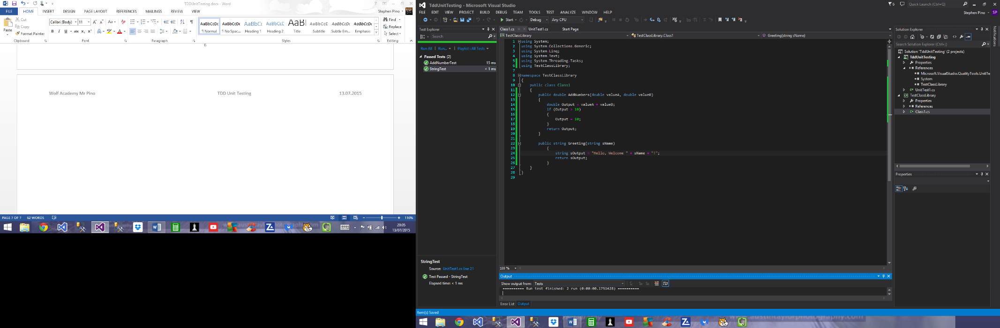 TDDUnitTesting.docx - Word
FILE HOME INSERT DESIGN PAGE LAYOUT REFERENCES MAILINGS REVIEW VIEW
Stephen Pino
Paste
Cut
Copy
Format Painter
Calibri (Body) 11
AaBbCcDc AaBbCcDc AaBbCc AaBbCcD AaBl AaBbCcD AaBbCcDc AaBbCcDc
¶ Normal ¶ No Spac... Heading 1 Heading 2 Title Subtitle Subtle Em... Emphasis
Find
Replace
Select
Clipboard Font Paragraph Styles Editing
6
Wolf Academy Mr Pino TDD Unit Testing 13.07.2015
PAGE 7 OF 7 62 WORDS 110%
20:05
13/07/2015
TddUnitTesting - Microsoft Visual Studio
6 Quick Launch (Ctrl+Q)
FILE EDIT VIEW PROJECT BUILD DEBUG TEAM TOOLS TEST ANALYZE WINDOW HELP
Stephen Pino SP
Start Debug Any CPU
Test Explorer
Search
Run All | Run... | Playlist : All Tests
Passed Tests (2)
AddNumberTest 15 ms
StringTest < 1 ms
StringTest
Source: UnitTest1.cs line 21
Test Passed - StringTest
Elapsed time: < 1 ms
Class1.cs UnitTest1.cs Start Page
TestClassLibrary TestClassLibrary.Class1 Greeting(string sName)
1 using System;
2 using System.Collections.Generic;
3 using System.Linq;
4 using System.Text;
5 using System.Threading.Tasks;
6 using TestClassLibrary;
7
8 namespace TestClassLibrary
9 {
10 public class Class1
11 {
12 public double AddNumbers(double valueA, double valueB)
13 {
14 double Output = valueA + valueB;
15 if (Output > 10)
16 {
17 Output = 10;
18 }
19 return Output;
20 }
21
22 public string Greeting(string sName)
23 {
24 string sOutput = "Hello, Welcome " + sName + "!";
25 return sOutput;
26 }
27 }
28 }
29
100 %
Output
Show output from: Tests
========== Run test finished: 2 run (0:00:00.1751428) ==========
Error List Output
Item(s) Saved
Solution Explorer
Search Solution Explorer (Ctrl+;)
Solution 'TddUnitTesting' (2 projects)
TddUnitTesting
Properties
References
Microsoft.VisualStudio.QualityTools.UnitTe
System
TestClassLibrary
UnitTest1.cs
TestClassLibrary
Properties
References
Class1.cs
Properties
Notifications